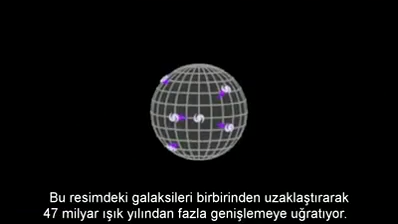 Bu resimdeki galaksileri birbirinden uzaklaştırarak
47 milyar ışık yılından fazla genişlemeye uğratıyor.